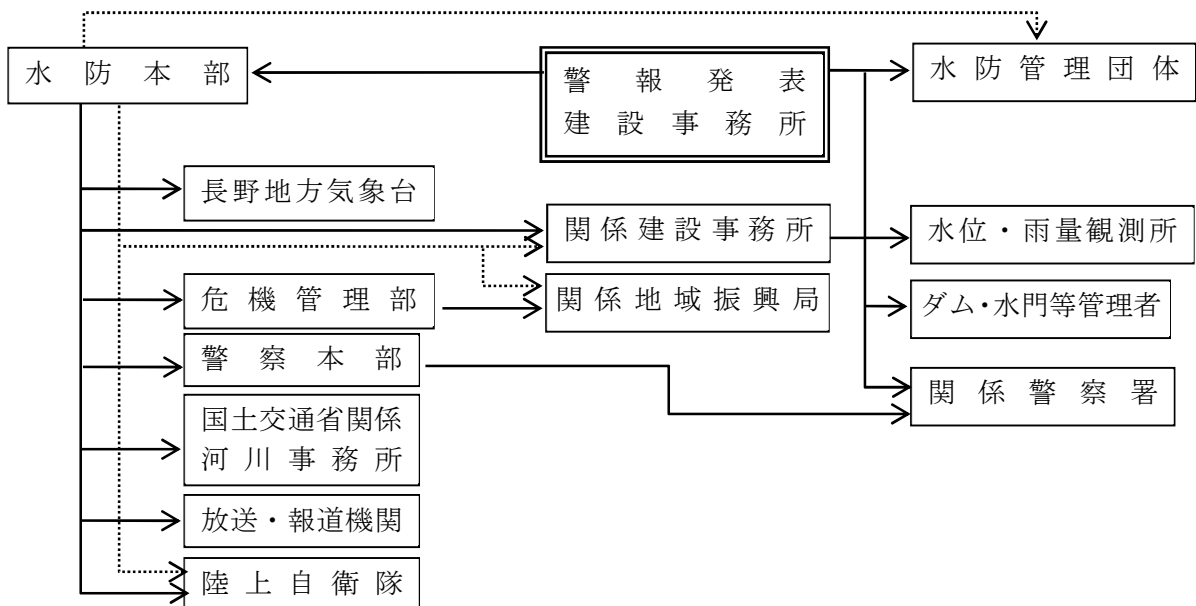 水防本部
警報発表
建設事務所
水防管理団体
長野地方気象台
関係建設事務所
水位・雨量観測所
危機管理部
関係地域振興局
ダム・水門等管理者
警察本部
関係警察署
国土交通省関係
河川事務所
放送・報道機関
陸上自衛隊